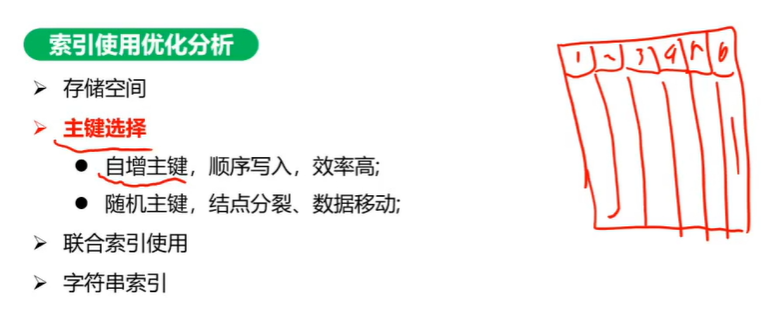 索引使用优化分析
➢ 存储空间
➢ 主键选择
● 自增主键，顺序写入，效率高;
● 随机主键，结点分裂、数据移动;
➢ 联合索引使用
➢ 字符串索引
1 2 3 4 5 6